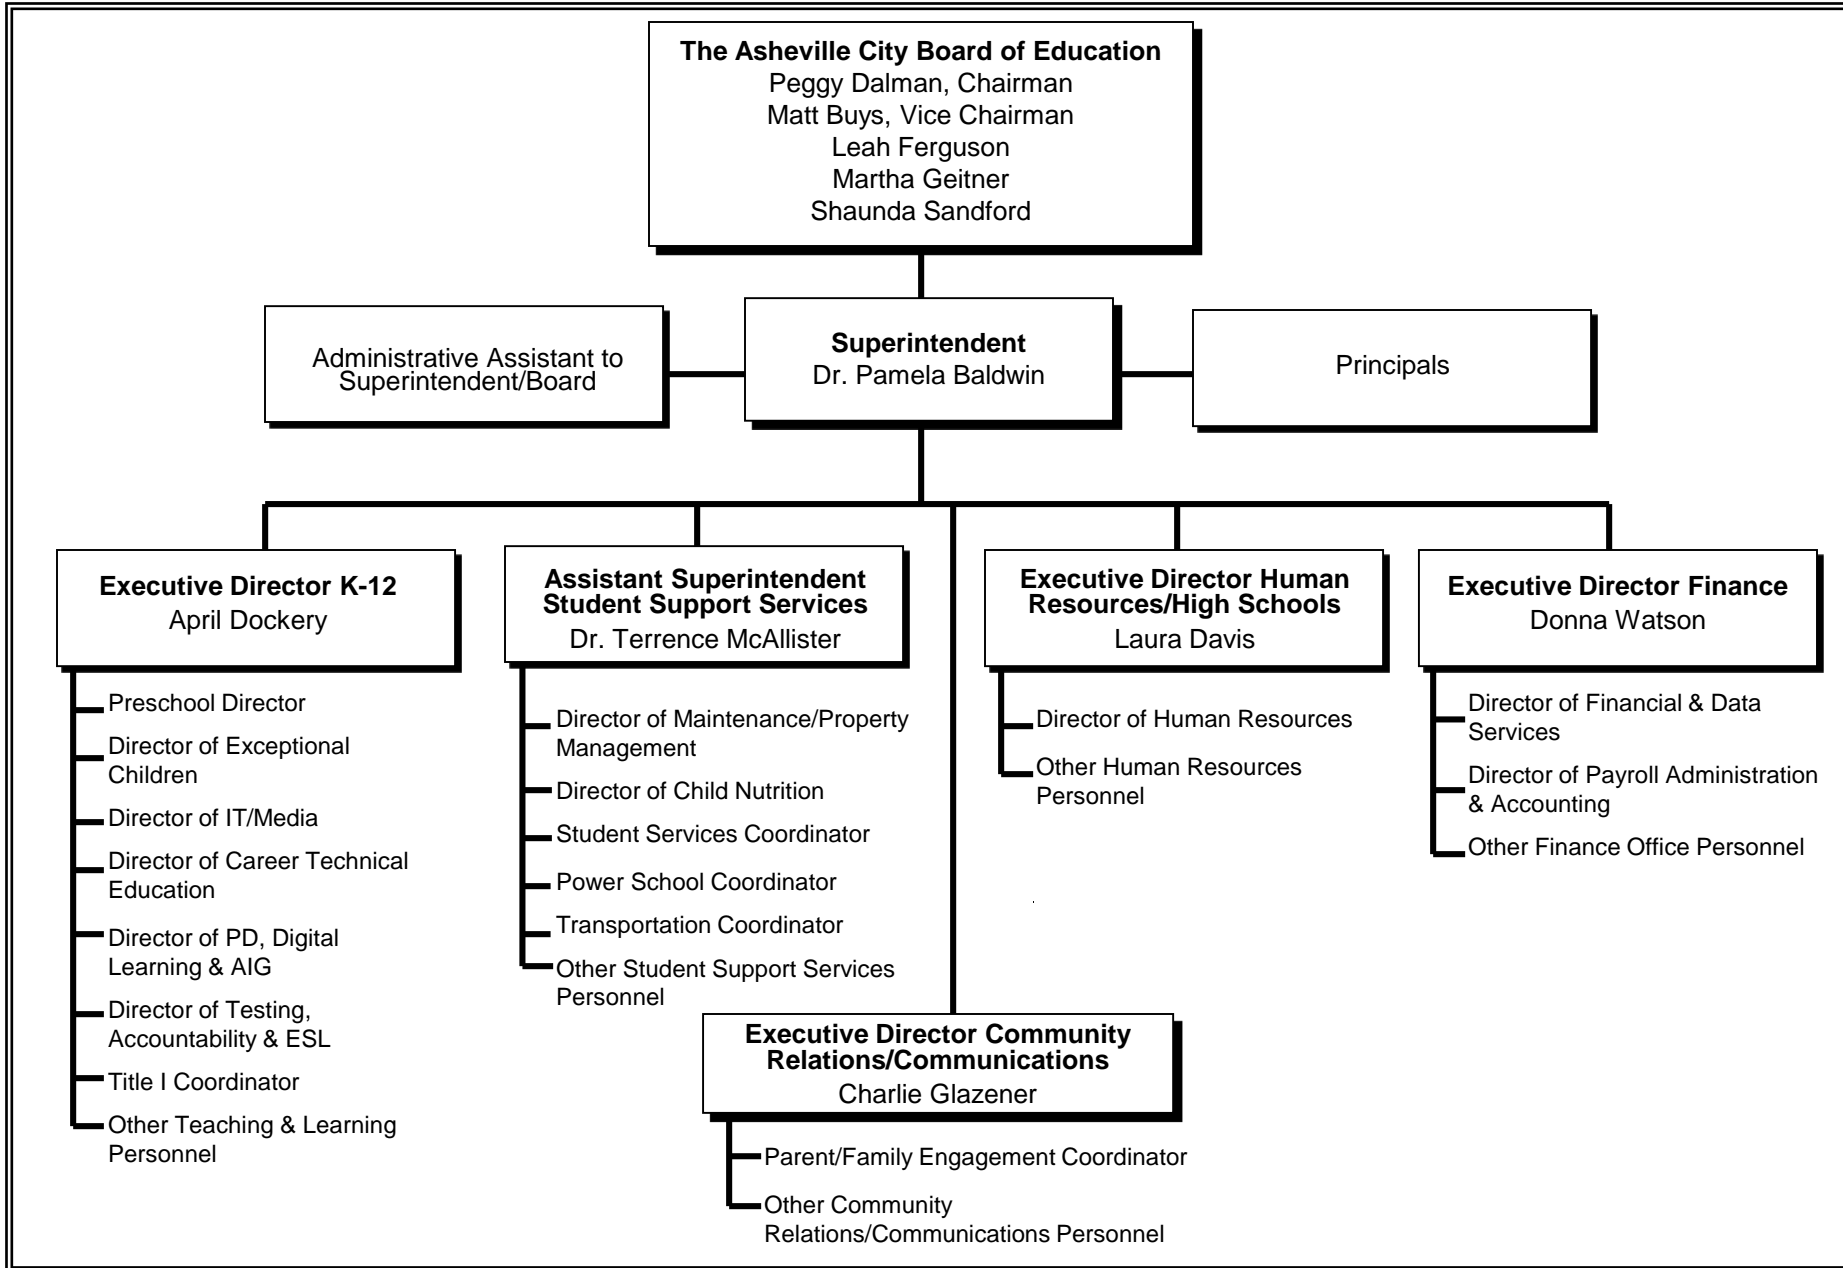 The Asheville City Board of Education
Peggy Dalman, Chairman
Matt Buys, Vice Chairman
Leah Ferguson
Martha Geitner
Shaunda Sandford
Administrative Assistant to
Superintendent/Board
Superintendent
Dr. Pamela Baldwin
Principals
Executive Director K-12
April Dockery
Preschool Director
Director of Exceptional
Children
Director of IT/Media
Director of Career Technical
Education
Director of PD, Digital
Learning & AIG
Director of Testing,
Accountability & ESL
Title I Coordinator
Other Teaching & Learning
Personnel
Assistant Superintendent
Student Support Services
Dr. Terrence McAllister
Director of Maintenance/Property
Management
Director of Child Nutrition
Student Services Coordinator
Power School Coordinator
Transportation Coordinator
Other Student Support Services
Personnel
Executive Director Community
Relations/Communications
Charlie Glazener
Parent/Family Engagement Coordinator
Other Community
Relations/Communications Personnel
Executive Director Human
Resources/High Schools
Laura Davis
Director of Human Resources
Other Human Resources
Personnel
Executive Director Finance
Donna Watson
Director of Financial & Data
Services
Director of Payroll Administration
& Accounting
Other Finance Office Personnel